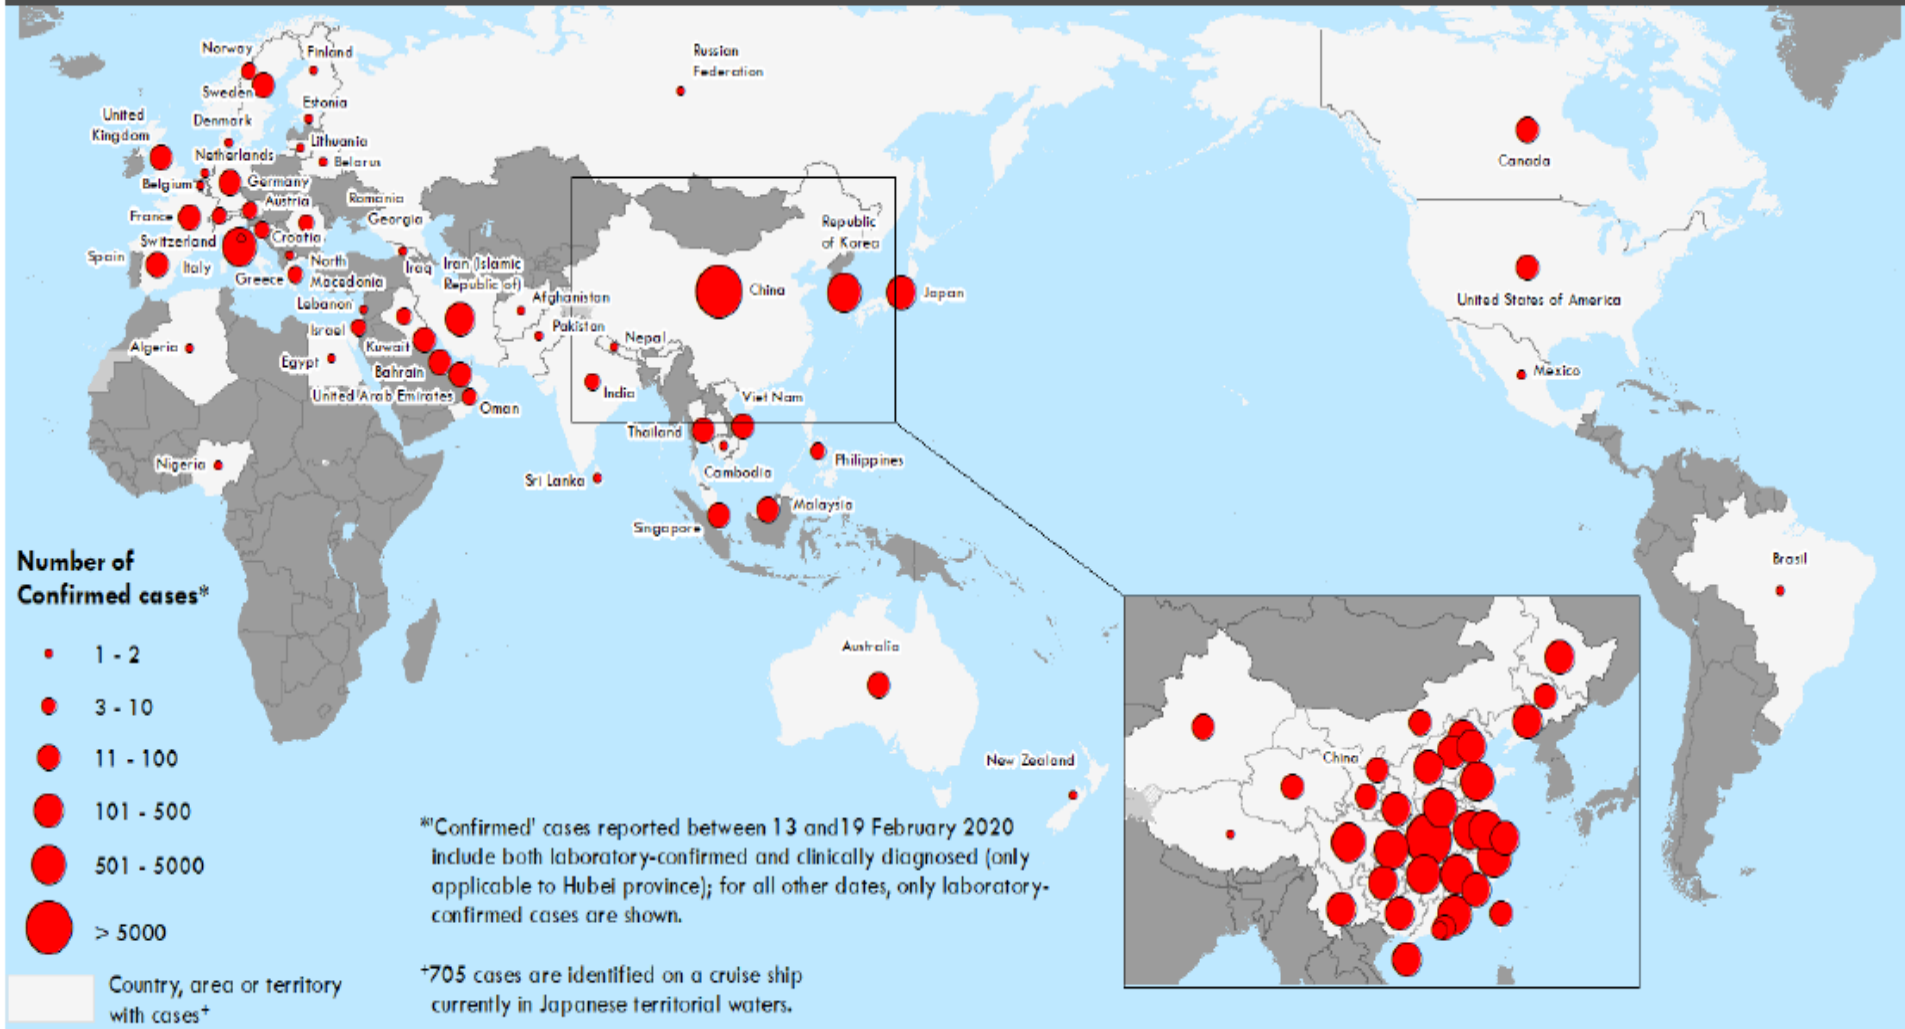 Norway
Finland
Russian
Federation
Sweden
Estonia
United
Kingdom
Denmark
Lithuania
Netherlands
Belarus
Belgium
Germany
Canada
Romania
Austria
France
Georgia
Republic
of Korea
Switzerland
Croatia
Spain
Italy
North
Macedonia
Iraq
Iran (Islamic
Republic of)
Greece
China
Japan
Afghanistan
United States of America
Lebanon
Israel
Pakistan
Nepal
Algeria
Kuwait
Egypt
Bahrain
Mexico
India
United Arab Emirates
Oman
Viet Nam
Thailand
Philippines
Nigeria
Cambodia
Sri Lanka
Malaysia
Singapore
Brasil
Number of
Confirmed cases*
1 - 2
3 - 10
11 - 100
101 - 500
501 - 5000
> 5000
Country, area or territory
with cases+
Australia
New Zealand
China
*'Confirmed' cases reported between 13 and19 February 2020
include both laboratory-confirmed and clinically diagnosed (only
applicable to Hubei province); for all other dates, only laboratory-
confirmed cases are shown.
+705 cases are identified on a cruise ship
currently in Japanese territorial waters.